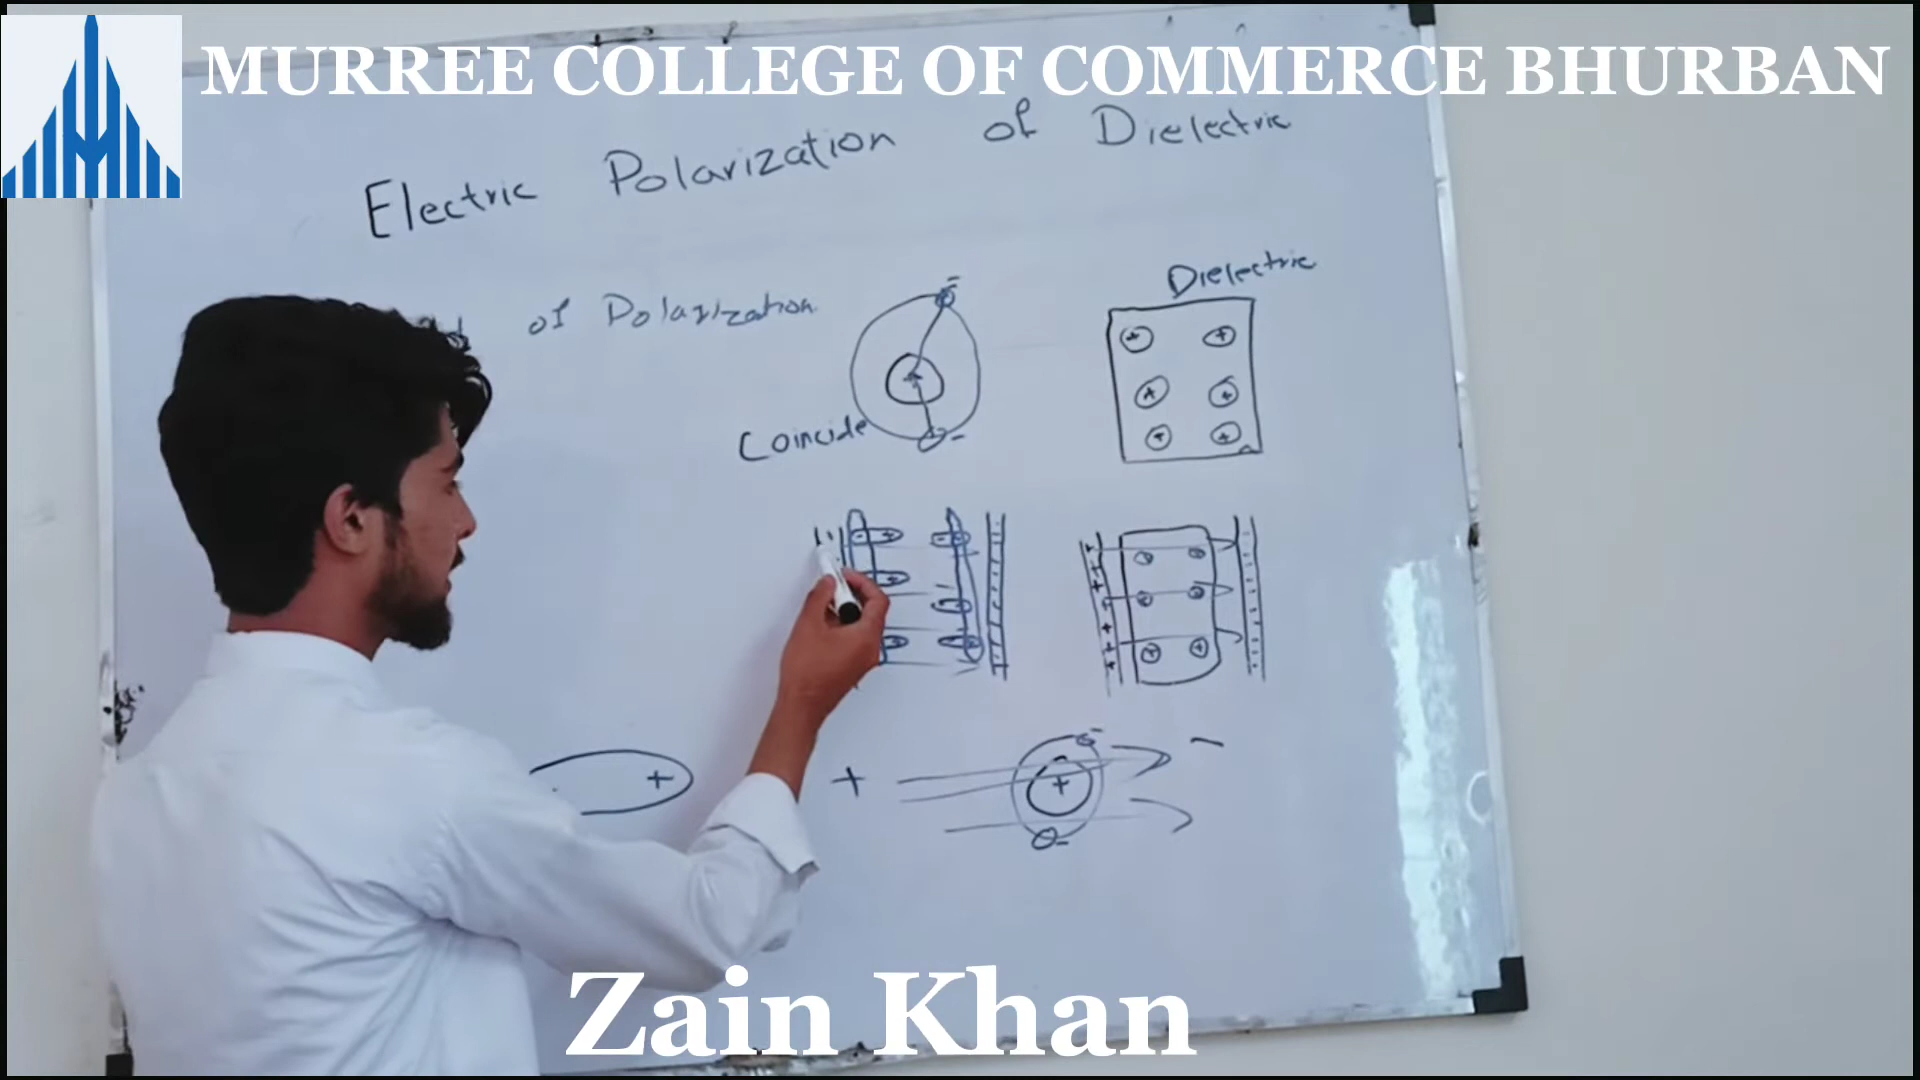 MURREE COLLEGE OF COMMERCE BHURBAN
Electric Polarization of Dielectric
Dielectric
of Polarization
Coincide
Zain Khan